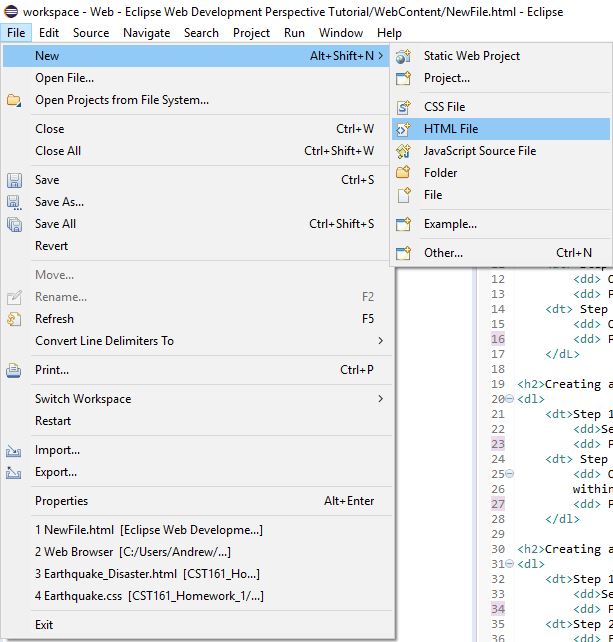 workspace - Web - Eclipse Web Development Perspective Tutorial/WebContent/NewFile.html - Eclipse
File Edit Source Navigate Search Project Run Window Help
New Alt+Shift+N >
Open File...
Open Projects from File System...
Close Ctrl+W
Close All Ctrl+Shift+W
Save Ctrl+S
Save As...
Save All Ctrl+Shift+S
Revert
Move...
Rename... F2
Refresh F5
Convert Line Delimiters To >
Print... Ctrl+P
Switch Workspace >
Restart
Import...
Export...
Properties Alt+Enter
1 NewFile.html [Eclipse Web Developme...]
2 Web Browser [C:/Users/Andrew/...]
3 Earthquake_Disaster.html [CST161_Ho...]
4 Earthquake.css [CST161_Homework_1/...]
Exit
Static Web Project
Project...
CSS File
HTML File
JavaScript Source File
Folder
File
Example...
Other... Ctrl+N
12 <dd> O
13 <dd> P
14 <dt> Step
15 <dd> O
16 <dd> P
17 </dL>
18
19 <h2>Creating a
20 <dl>
21 <dt>Step 1
22 <dd>Se
23 <dd> P
24 <dt> Step
25 <dd> O
26 within
27 <dd> P
28 </dl>
29
30 <h2>Creating a
31 <dl>
32 <dt>Step 1
33 <dd>Se
34 <dd> P
35 <dt>Step 2